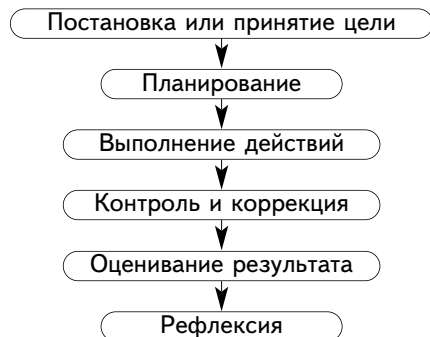 Постановка или принятие цели
Планирование
Выполнение действий
Контроль и коррекция
Оценивание результата
Рефлексия